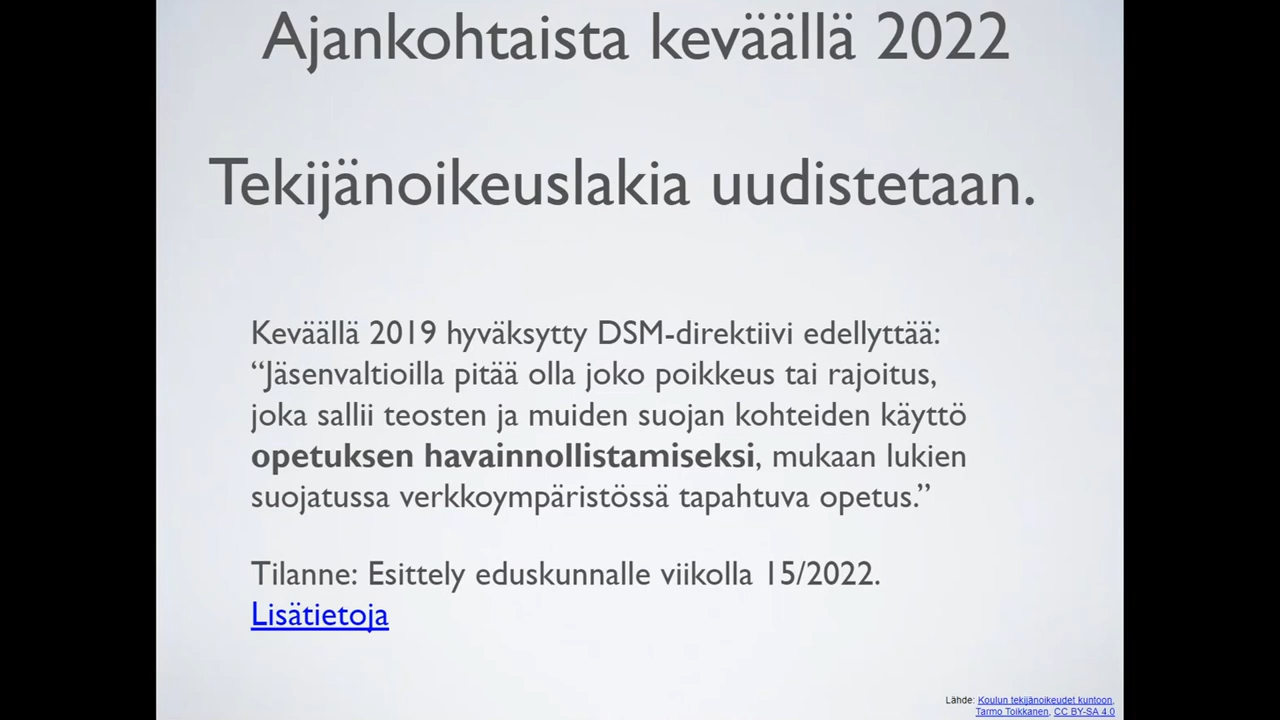 Ajankohtaista keväällä 2022
Tekijänoikeuslakia uudistetaan.
Keväällä 2019 hyväksytty DSM-direktiivi edellyttää:
“Jäsenvaltioilla pitää olla joko poikkeus tai rajoitus,
joka sallii teosten ja muiden suojan kohteiden käyttö
opetuksen havainnollistamiseksi, mukaan lukien
suojatussa verkkoympäristössä tapahtuva opetus.”
Tilanne: Esittely eduskunnalle viikolla 15/2022.
Lisätietoja
Lähde: Koulun tekijänoikeudet kuntoon,
Tarmo Toikkanen, CC BY-SA 4.0